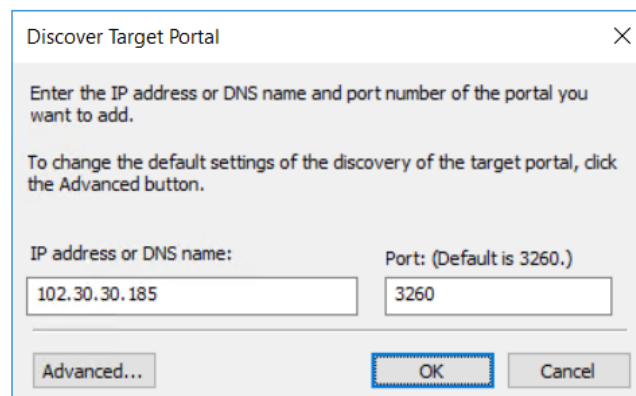 Discover Target Portal
Enter the IP address or DNS name and port number of the portal you
want to add.
To change the default settings of the discovery of the target portal, click
the Advanced button.
IP address or DNS name:
Port: (Default is 3260.)
102.30.30.185
3260
Advanced...
OK
Cancel